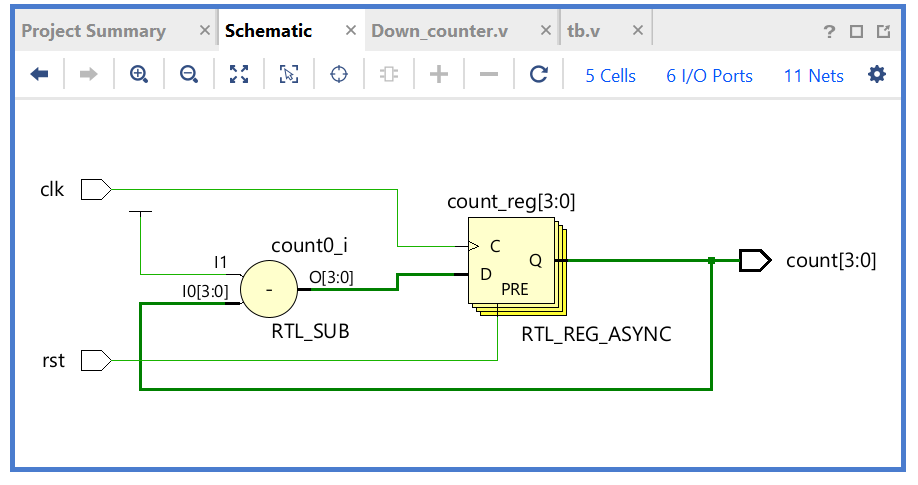 Project Summary × Schematic × Down_counter.v × tb.v × ?
5 Cells 6 I/O Ports 11 Nets
clk
count_reg[3:0]
count0_i
C
I1
O[3:0]
D
Q
count[3:0]
I0[3:0]
-
PRE
RTL_SUB
RTL_REG_ASYNC
rst